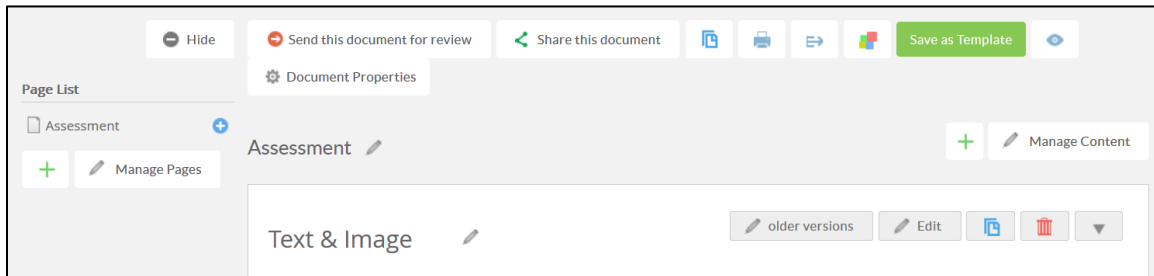 Hide
Send this document for review
Share this document
Save as Template
Document Properties
Page List
Assessment
Manage Pages
Assessment
Manage Content
Text & Image
older versions
Edit